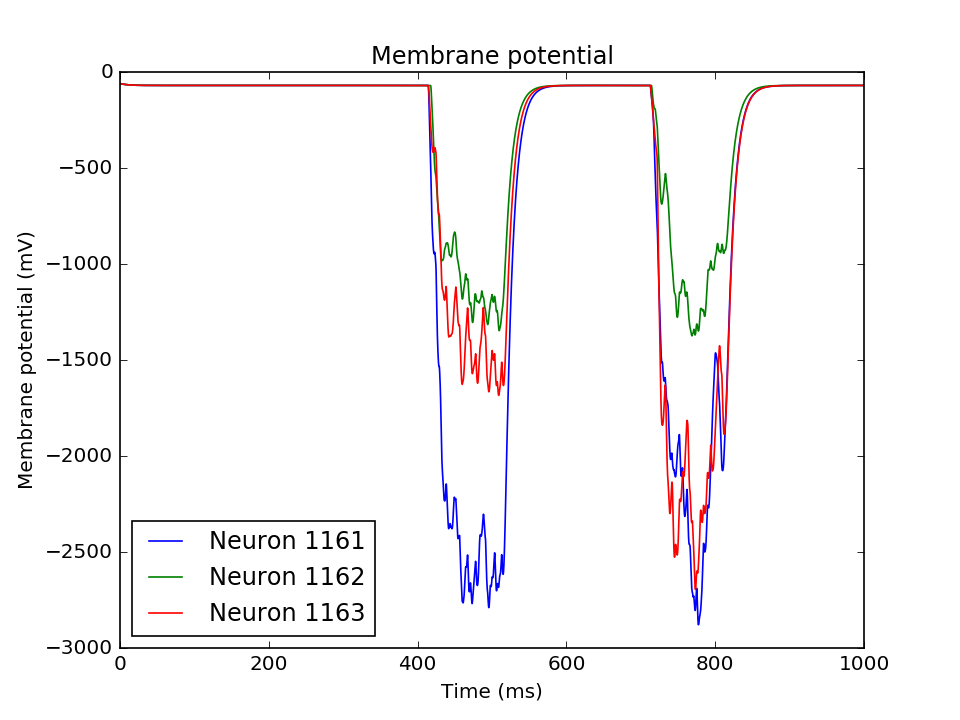 Membrane potential
0
−500
−1000
−1500
−2000
−2500
−3000
Membrane potential (mV)
Neuron 1161
Neuron 1162
Neuron 1163
0 200 400 600 800 1000
Time (ms)